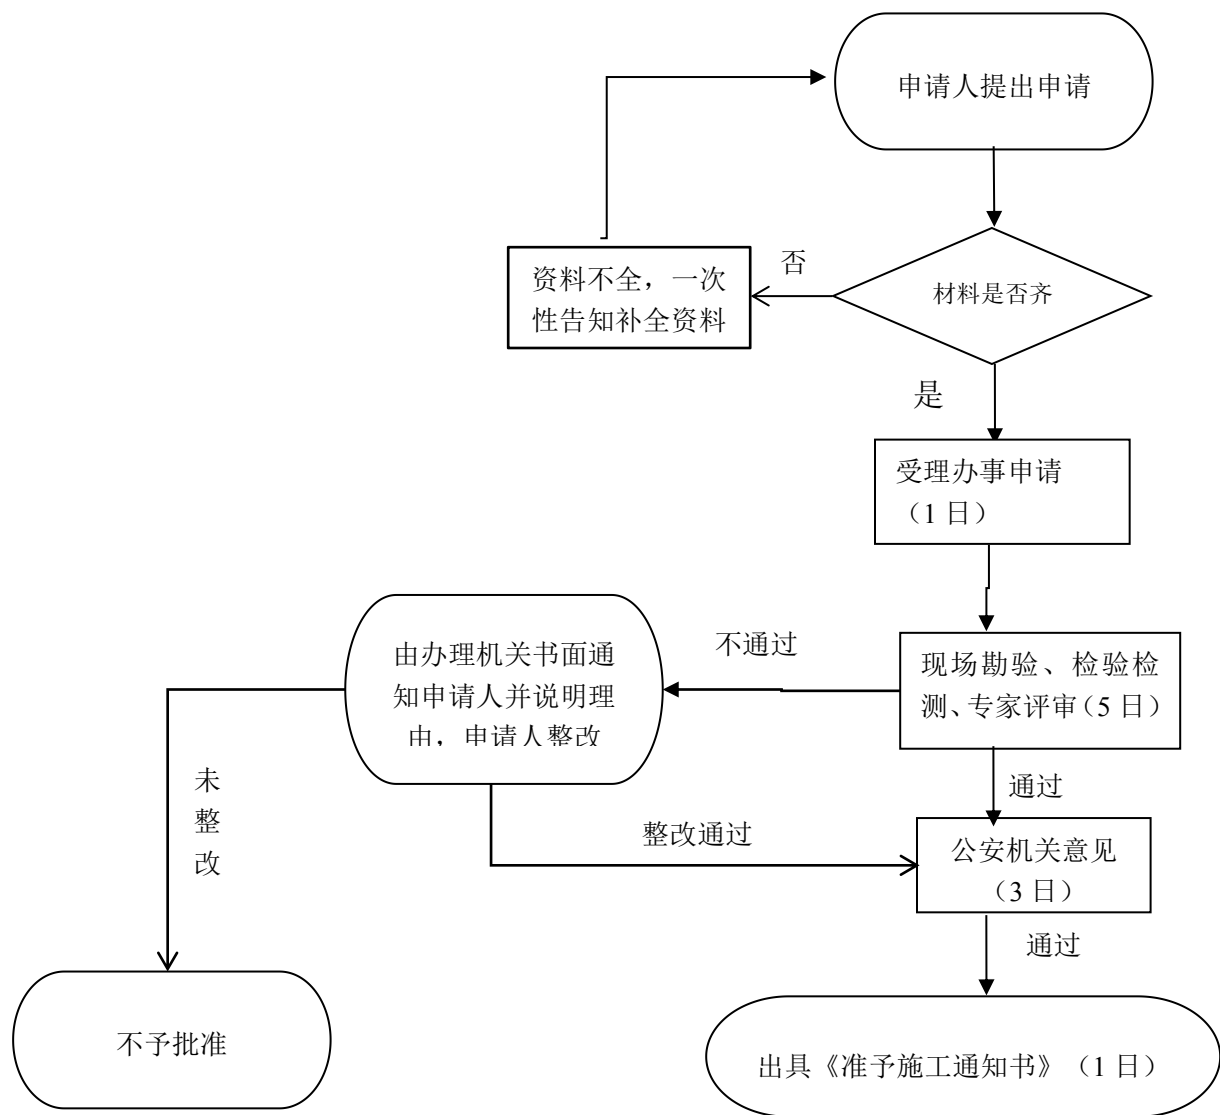 申请人提出申请
否
资料不全，一次
性告知补全资料
材料是否齐
是
受理办事申请
（1 日）
由办理机关书面通
知申请人并说明理
由，申请人整改
不通过
现场勘验、检验检
测、专家评审（5 日）
通过
未
整
改
整改通过
公安机关意见
（3 日）
通过
不予批准
出具《准予施工通知书》（1 日）